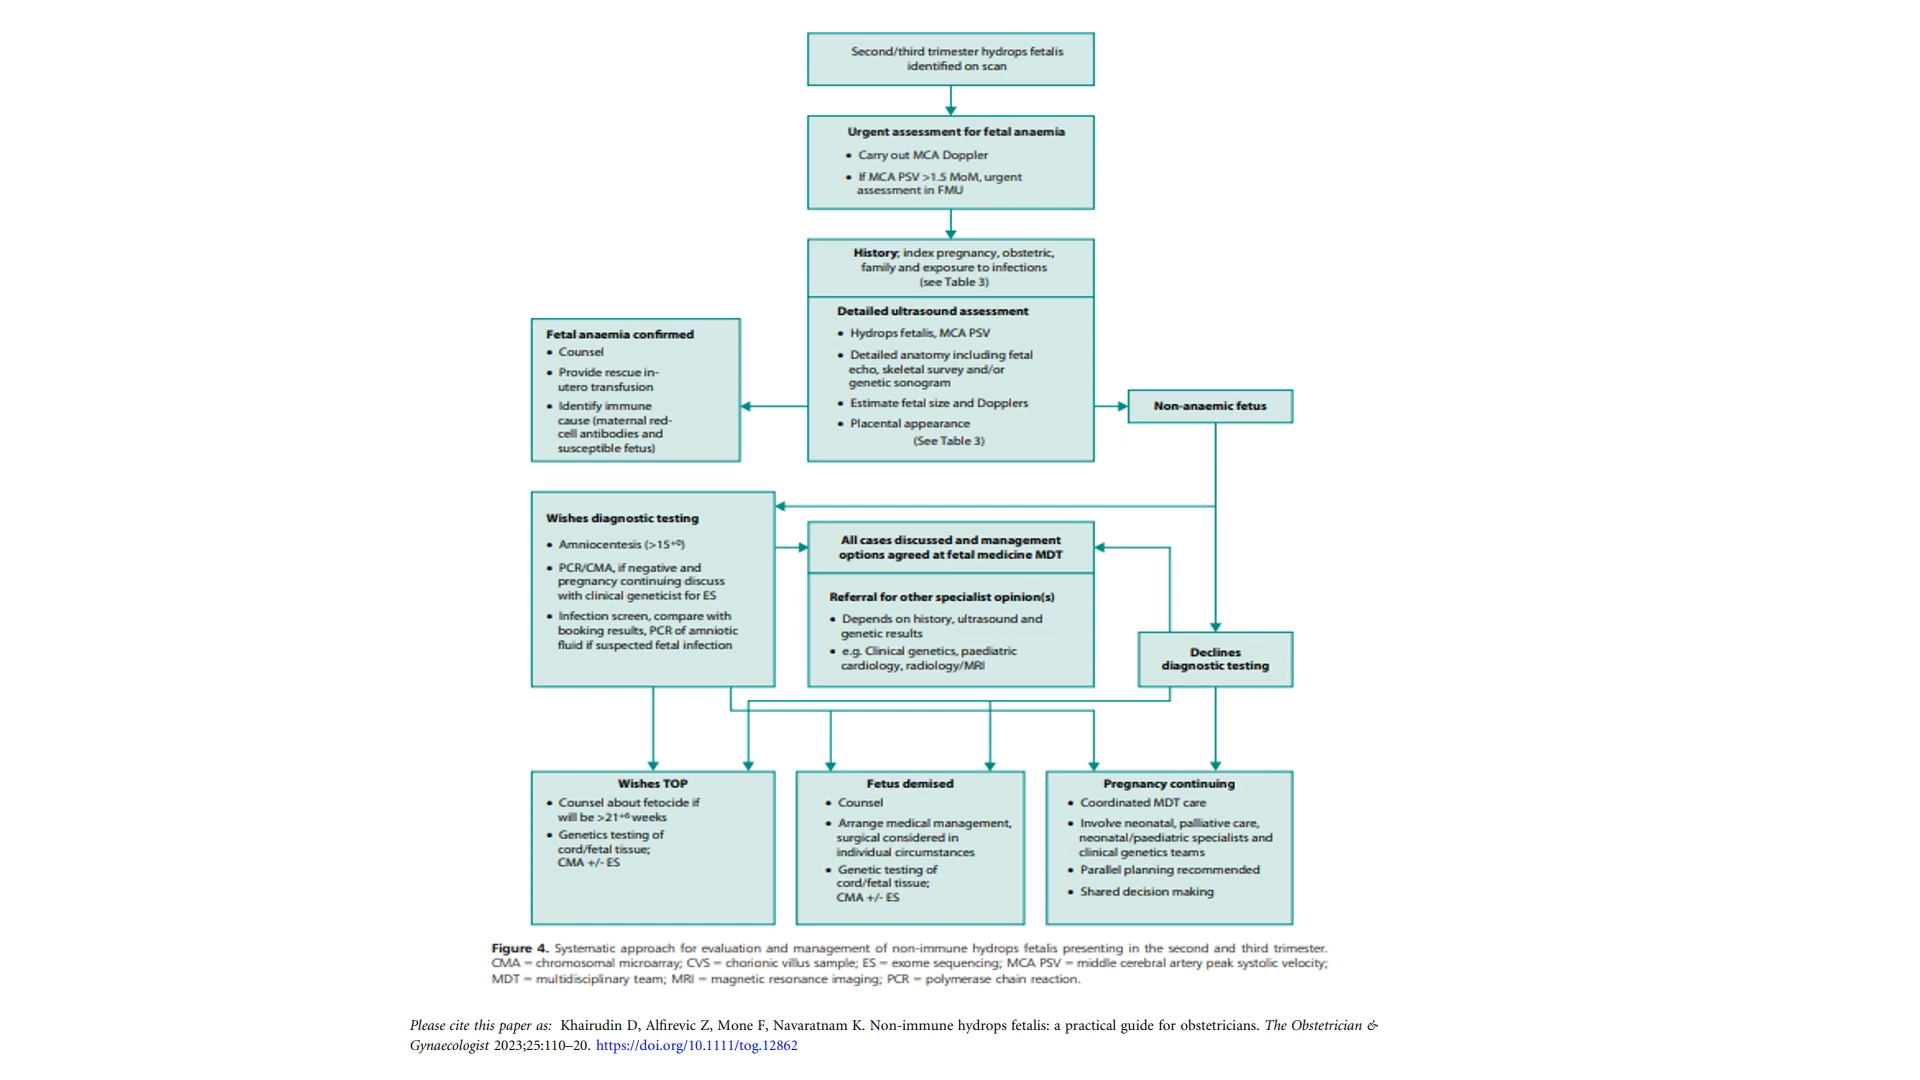 Second/third trimester hydrops fetalis
identified on scan
Urgent assessment for fetal anaemia
• Carry out MCA Doppler
• If MCA PSV >1.5 MoM, urgent
assessment in FMU
History; index pregnancy, obstetric,
family and exposure to infections
(see Table 3)
Detailed ultrasound assessment
• Hydrops fetalis, MCA PSV
• Detailed anatomy including fetal
echo, skeletal survey and/or
genetic sonogram
• Estimate fetal size and Dopplers
• Placental appearance
(See Table 3)
Fetal anaemia confirmed
• Counsel
• Provide rescue in-
utero transfusion
• Identify immune
cause (maternal red-
cell antibodies and
susceptible fetus)
Non-anaemic fetus
Wishes diagnostic testing
• Amniocentesis (>15⁺⁰)
• PCR/CMA, if negative and
pregnancy continuing discuss
with clinical geneticist for ES
• Infection screen, compare with
booking results, PCR of amniotic
fluid if suspected fetal infection
All cases discussed and management
options agreed at fetal medicine MDT
Referral for other specialist opinion(s)
• Depends on history, ultrasound and
genetic results
• e.g. Clinical genetics, paediatric
cardiology, radiology/MRI
Declines
diagnostic testing
Wishes TOP
• Counsel about fetocide if
will be >21⁺⁶ weeks
• Genetics testing of
cord/fetal tissue;
CMA +/- ES
Fetus demised
• Counsel
• Arrange medical management,
surgical considered in
individual circumstances
• Genetic testing of
cord/fetal tissue;
CMA +/- ES
Pregnancy continuing
• Coordinated MDT care
• Involve neonatal, palliative care,
neonatal/paediatric specialists and
clinical genetics teams
• Parallel planning recommended
• Shared decision making
Figure 4. Systematic approach for evaluation and management of non-immune hydrops fetalis presenting in the second and third trimester.
CMA = chromosomal microarray; CVS = chorionic villus sample; ES = exome sequencing; MCA PSV = middle cerebral artery peak systolic velocity;
MDT = multidisciplinary team; MRI = magnetic resonance imaging; PCR = polymerase chain reaction.
Please cite this paper as: Khairudin D, Alfirevic Z, Mone F, Navaratnam K. Non-immune hydrops fetalis: a practical guide for obstetricians. The Obstetrician &
Gynaecologist 2023;25:110–20. https://doi.org/10.1111/tog.12862